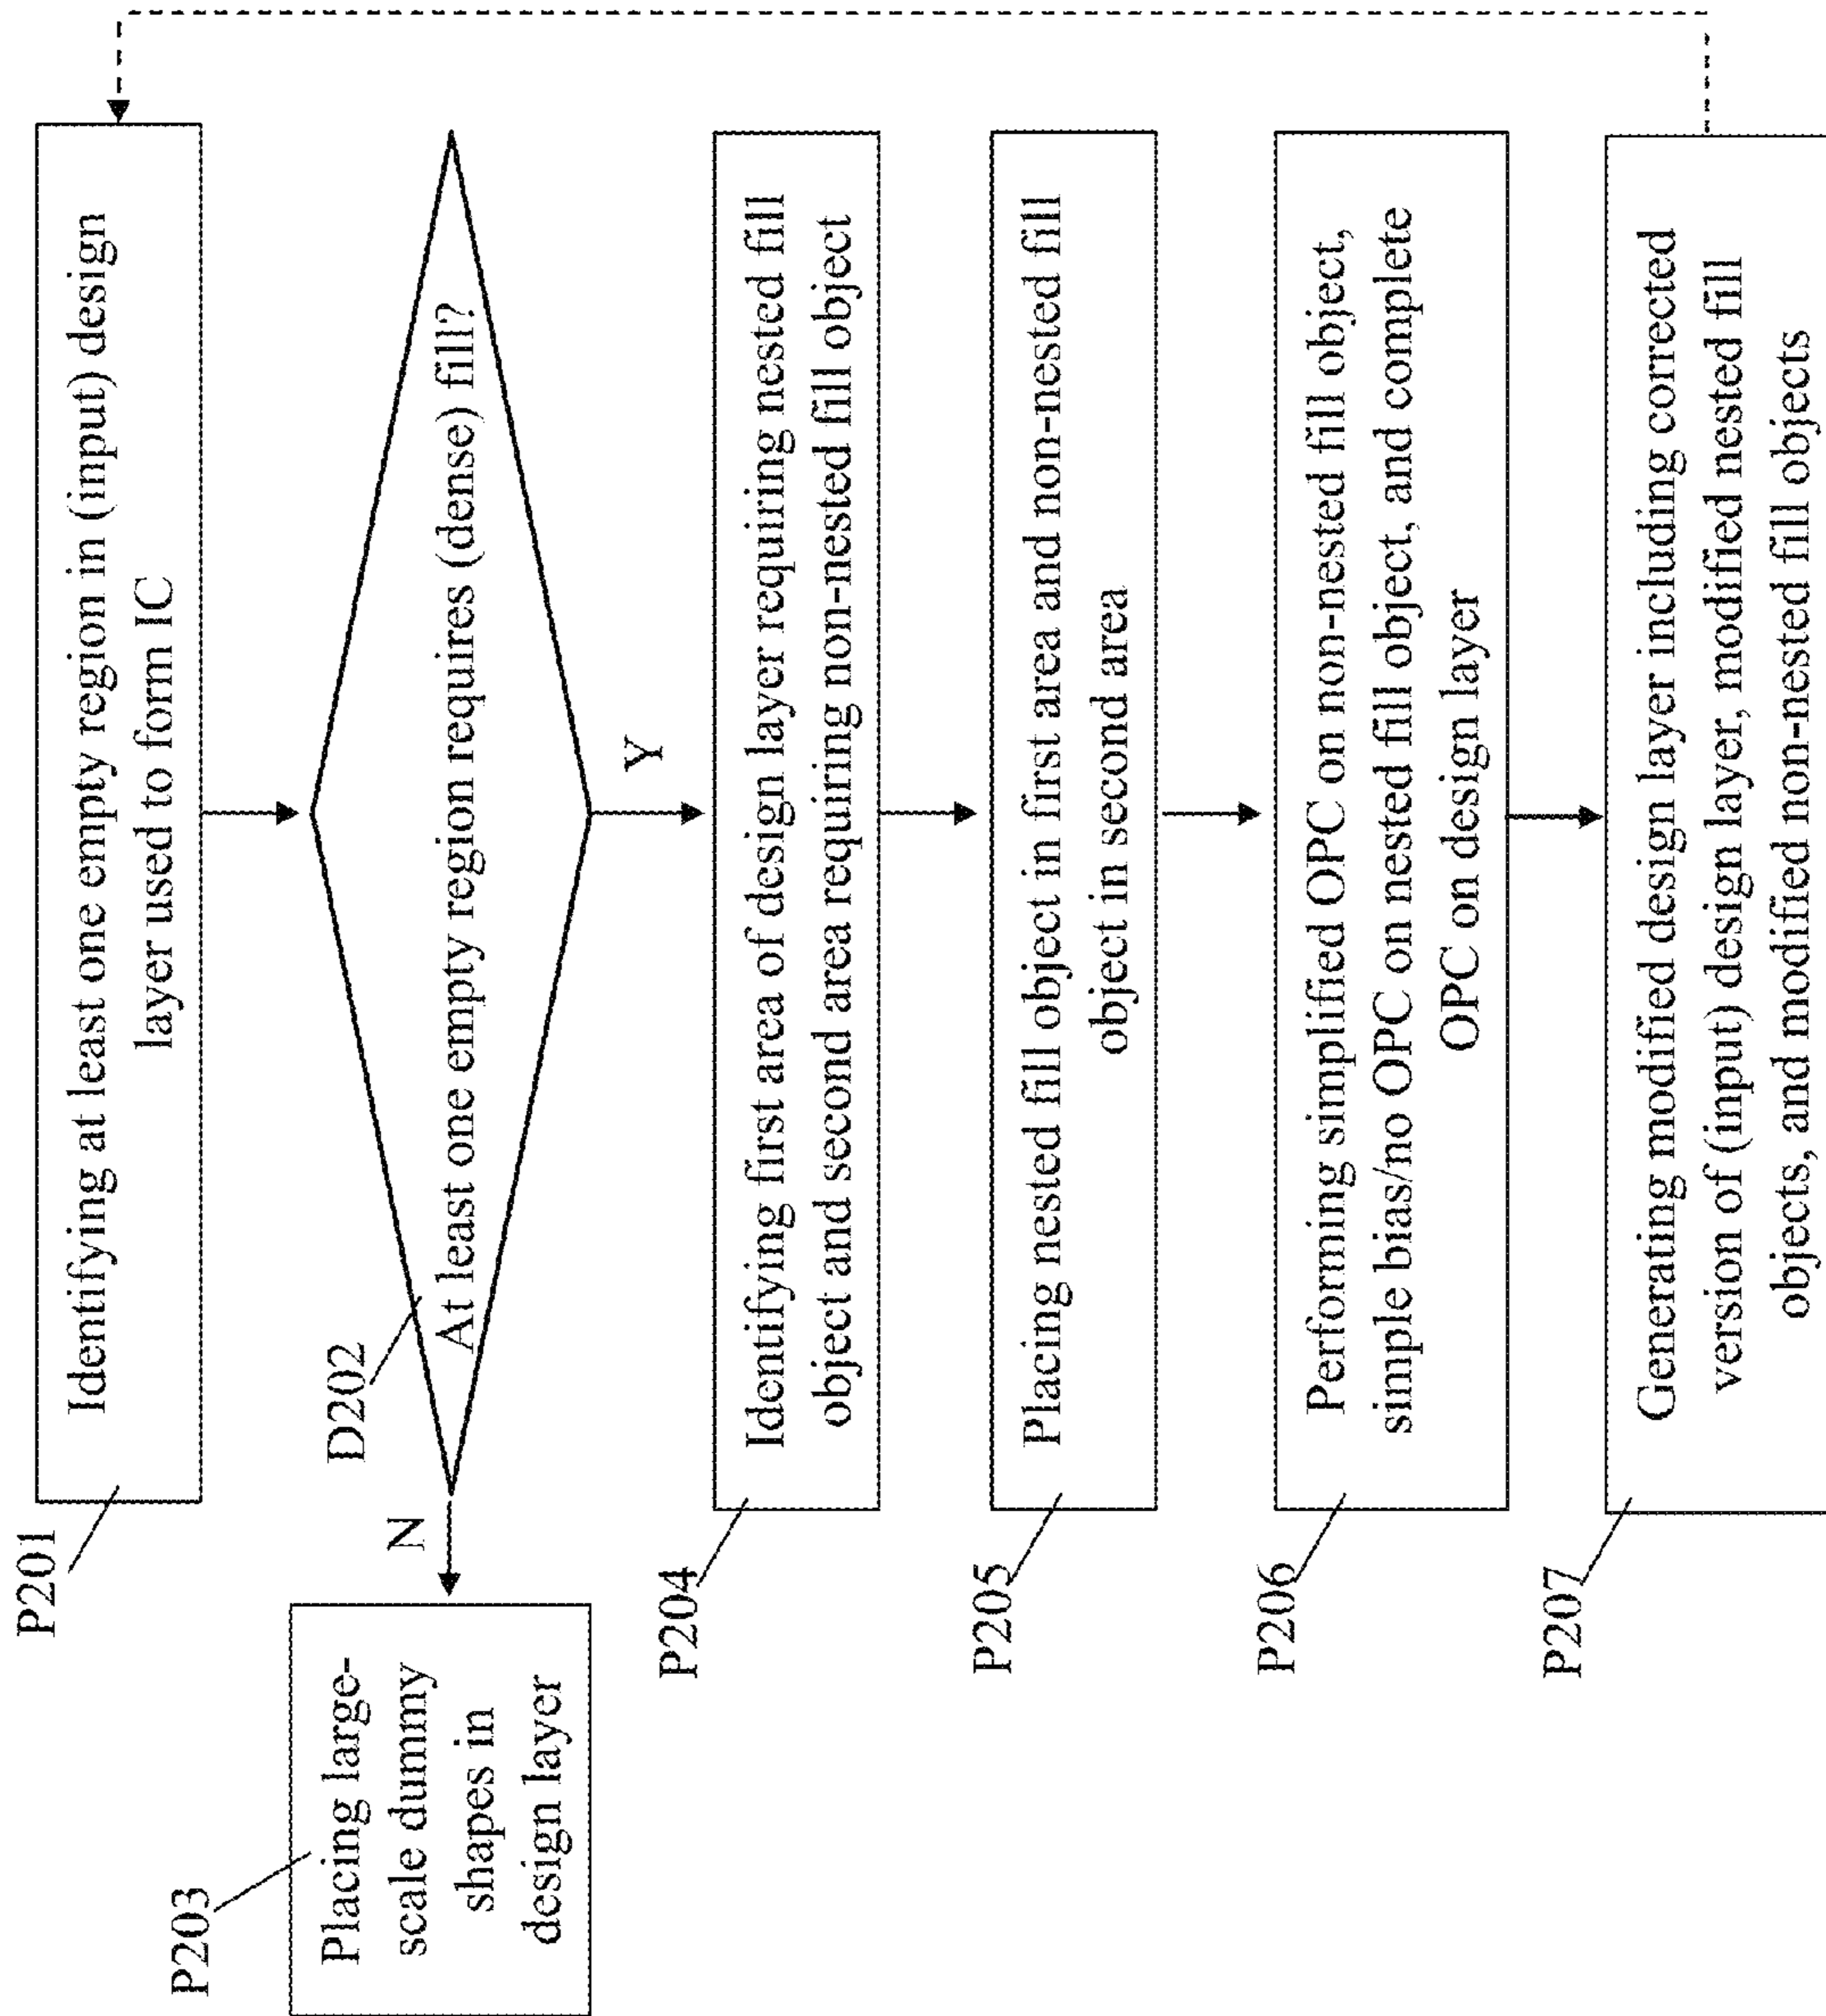 P201
Identifying at least one empty region in (input) design
layer used to form IC
D202
At least one empty region requires (dense) fill?
N
Y
P203
Placing large-
scale dummy
shapes in
design layer
P204
Identifying first area of design layer requiring nested fill
object and second area requiring non-nested fill object
P205
Placing nested fill object in first area and non-nested fill
object in second area
P206
Performing simplified OPC on non-nested fill object,
simple bias/no OPC on nested fill object, and complete
OPC on design layer
P207
Generating modified design layer including corrected
version of (input) design layer, modified nested fill
objects, and modified non-nested fill objects